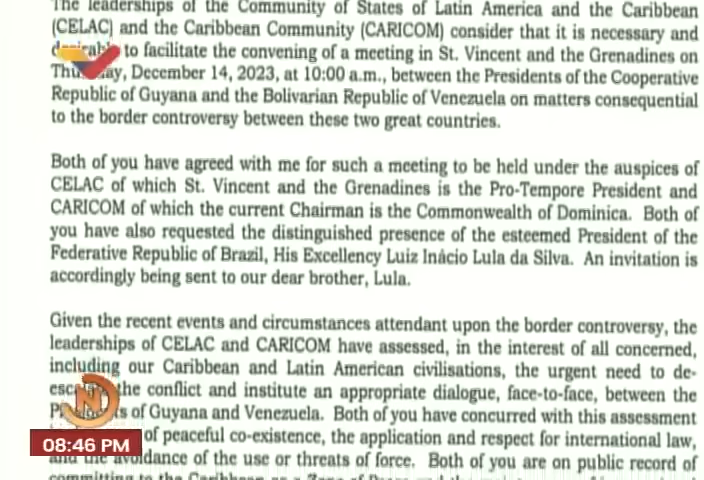 The leaderships of the Community of States of Latin America and the Caribbean
(CELAC) and the Caribbean Community (CARICOM) consider that it is necessary and
to facilitate the convening of a meeting in St. Vincent and the Grenadines on
December 14, 2023, at 10:00 a.m., between the Presidents of the Cooperative
Republic of Guyana and the Bolivarian Republic of Venezuela on matters consequential
to the border controversy between these two great countries.
Both of you have agreed with me for such a meeting to be held under the auspices of
CELAC of which St. Vincent and the Grenadines is the Pro-Tempore President and
CARICOM of which the current Chairman is the Commonwealth of Dominica. Both of
you have also requested the distinguished presence of the esteemed President of the
Federative Republic of Brazil, His Excellency Luiz Inácio Lula da Silva. An invitation is
accordingly being sent to our dear brother, Lula.
Given the recent events and circumstances attendant upon the border controversy, the
leaderships of CELAC and CARICOM have assessed, in the interest of all concerned,
including our Caribbean and Latin American civilisations, the urgent need to de-
the conflict and institute an appropriate dialogue, face-to-face, between the
of Guyana and Venezuela. Both of you have concurred with this assessment
08:46 PM
of peaceful co-existence, the application and respect for international law,
and the avoidance of the use or threats of force. Both of you are on public record of